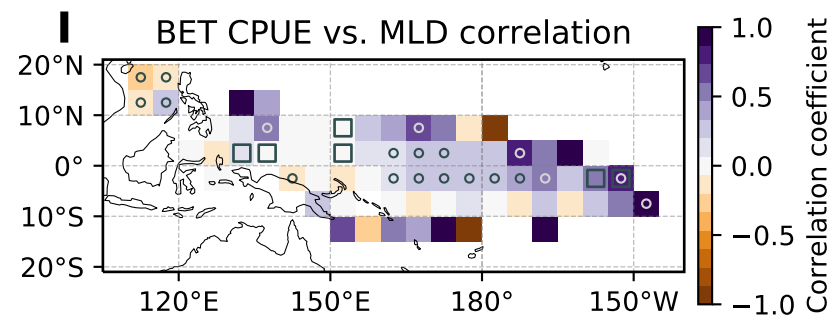 I
BET CPUE vs. MLD correlation
20°N
10°N
0°
10°S
20°S
120°E
150°E
180°
150°W
1.0
0.5
0.0
−0.5
−1.0
Correlation coefficient